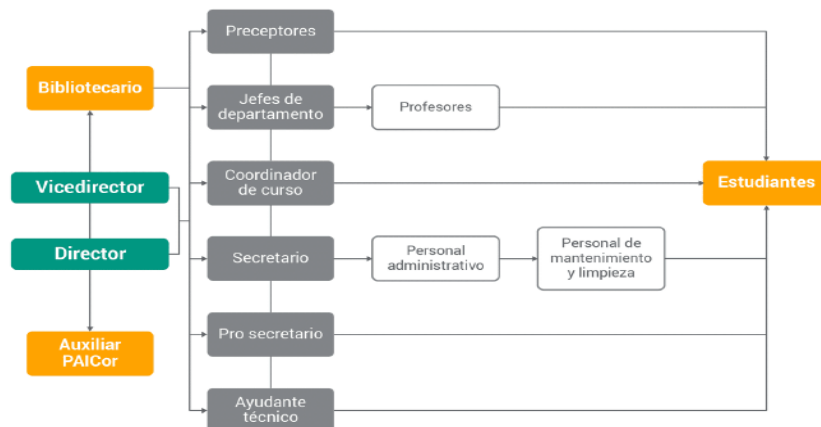 Preceptores
Bibliotecario
Jefes de
departamento
Profesores
Vicedirector
Coordinador
de curso
Estudiantes
Director
Secretario
Personal
administrativo
Personal de
mantenimiento
y limpieza
Auxiliar
PAICor
Pro secretario
Ayudante
técnico